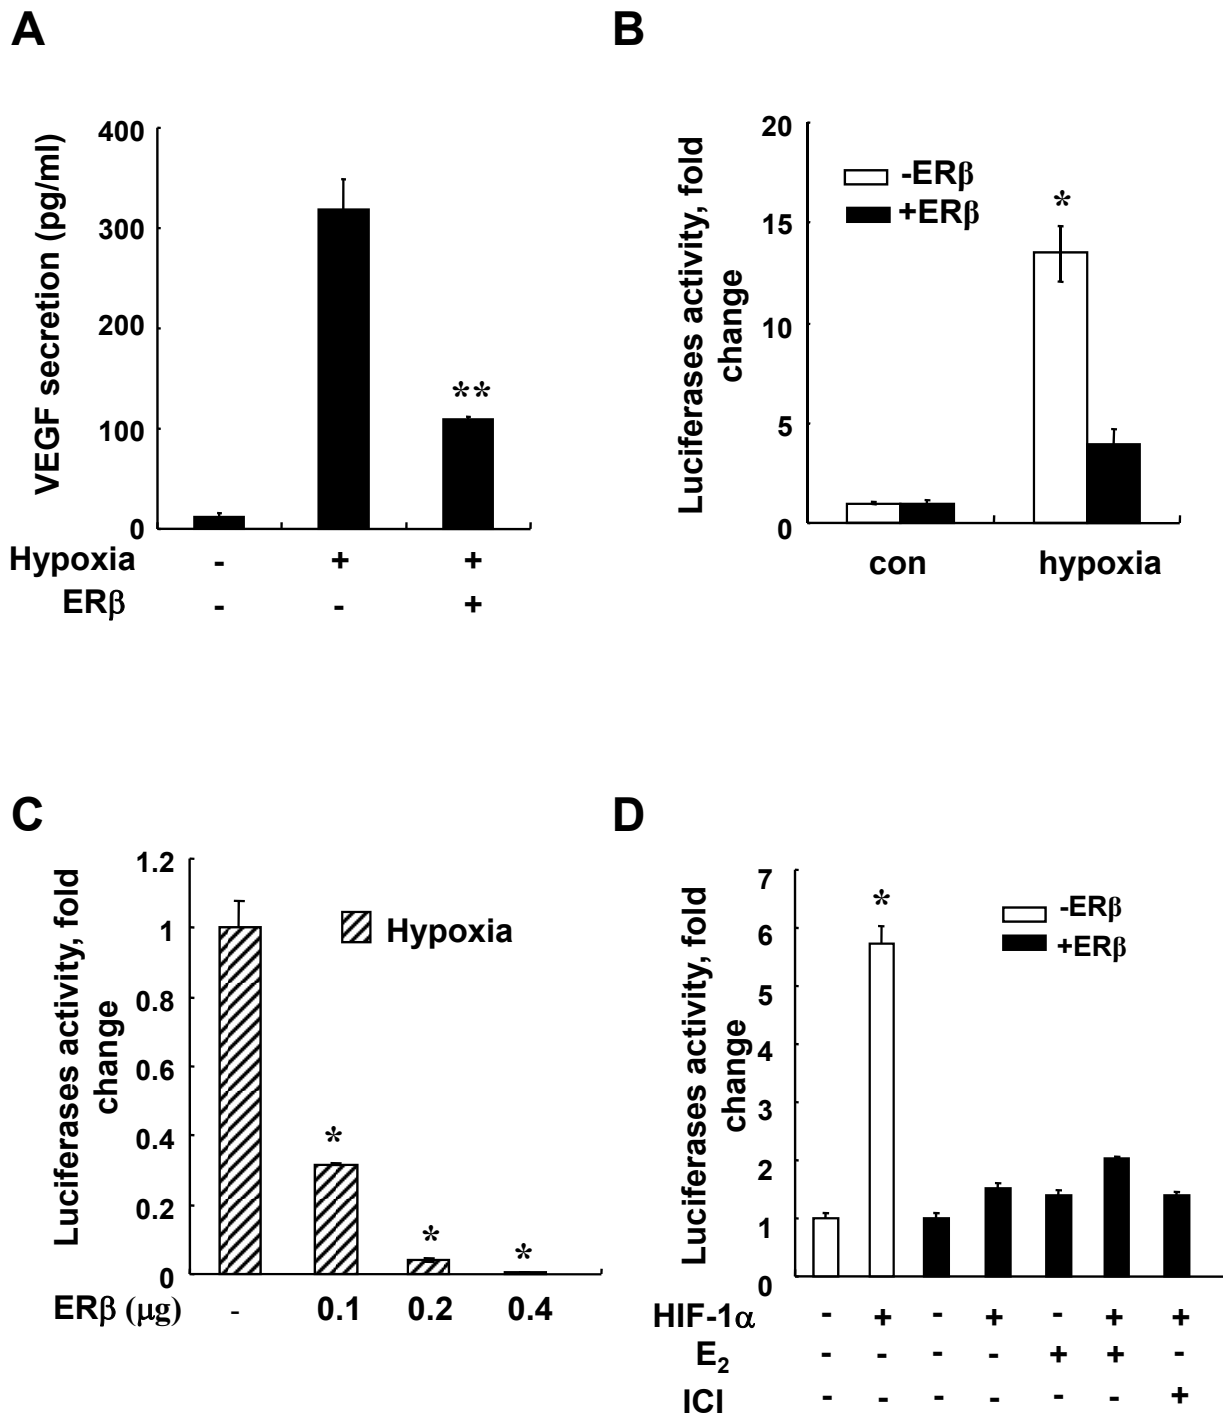 A
VEGF secretion (pg/ml)
400
300
200
100
0
**
Hypoxia - + +
ERβ - - +
B
Luciferases activity, fold
change
20
15
10
5
0
-ERβ
+ERβ
*
con hypoxia
C
Luciferases activity, fold
change
1.2
1
0.8
0.6
0.4
0.2
0
Hypoxia
*
*
*
ERβ (μg) - 0.1 0.2 0.4
D
Luciferases activity, fold
change
7
6
5
4
3
2
1
0
*
-ERβ
+ERβ
HIF-1α - + - + - + +
E₂ - - - - + + -
ICI - - - - - - +